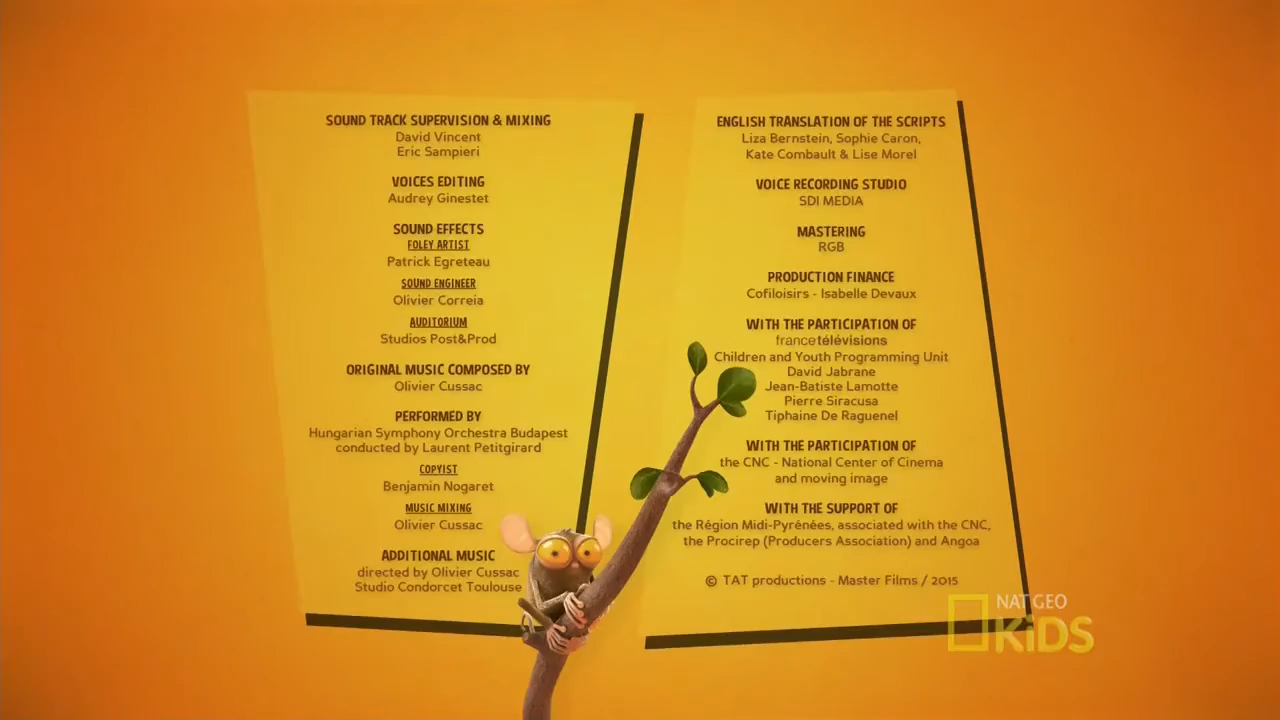 SOUND TRACK SUPERVISION & MIXING
David Vincent
Eric Sampieri
VOICES EDITING
Audrey Ginestet
SOUND EFFECTS
FOLEY ARTIST
Patrick Egreteau
SOUND ENGINEER
Olivier Correia
AUDITORIUM
Studios Post&Prod
ORIGINAL MUSIC COMPOSED BY
Olivier Cussac
PERFORMED BY
Hungarian Symphony Orchestra Budapest
conducted by Laurent Petitgirard
COPYIST
Benjamin Nogaret
MUSIC MIXING
Olivier Cussac
ADDITIONAL MUSIC
directed by Olivier Cussac
Studio Condorcet Toulouse
ENGLISH TRANSLATION OF THE SCRIPTS
Liza Bernstein, Sophie Caron,
Kate Combault & Lise Morel
VOICE RECORDING STUDIO
SDI MEDIA
MASTERING
RGB
PRODUCTION FINANCE
Cofiloisirs - Isabelle Devaux
WITH THE PARTICIPATION OF
francetélévisions
Children and Youth Programming Unit
David Jabrane
Jean-Batiste Lamotte
Pierre Siracusa
Tiphaine De Raguenel
WITH THE PARTICIPATION OF
the CNC - National Center of Cinema
and moving image
WITH THE SUPPORT OF
the Région Midi-Pyrénées, associated with the CNC,
the Procirep (Producers Association) and Angoa
© TAT productions - Master Films / 2015
NAT GEO
KiDS